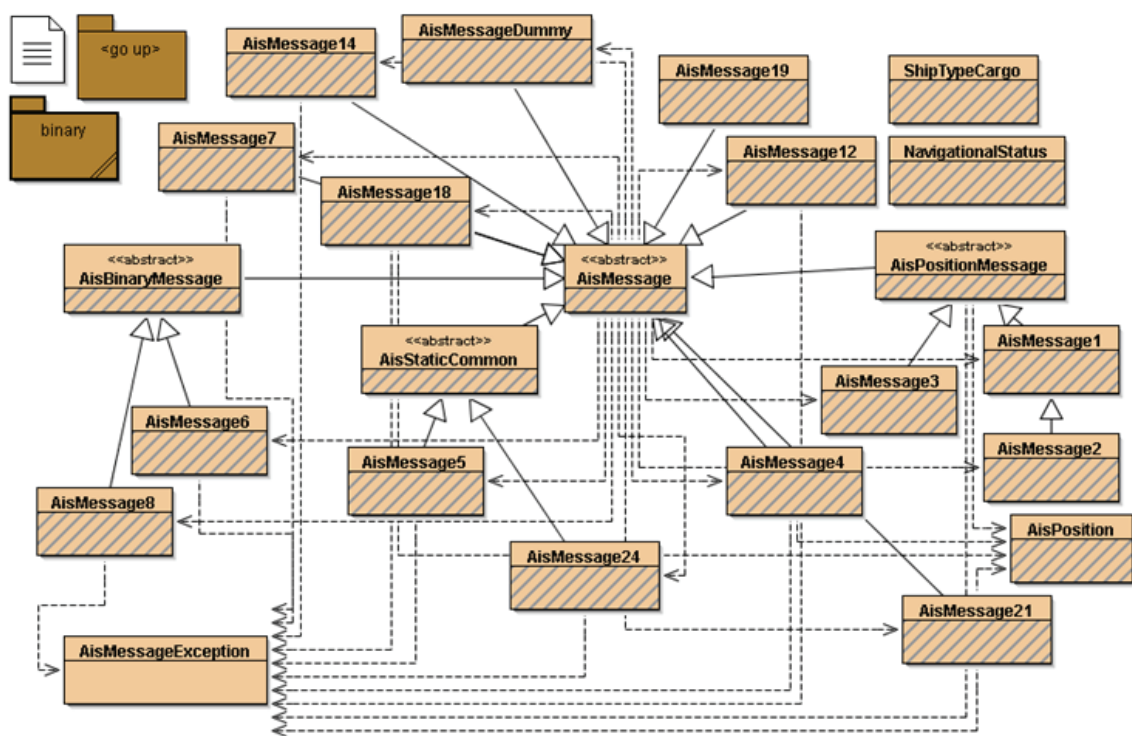 <go up>
AisMessage14
AisMessageDummy
AisMessage19
ShipTypeCargo
binary
AisMessage7
AisMessage18
AisMessage12
NavigationalStatus
<<abstract>>
AisBinaryMessage
<<abstract>>
AisMessage
<<abstract>>
AisPositionMessage
<<abstract>>
AisStaticCommon
AisMessage1
AisMessage3
AisMessage6
AisMessage5
AisMessage4
AisMessage2
AisMessage8
AisMessage24
AisPosition
AisMessage21
AisMessageException